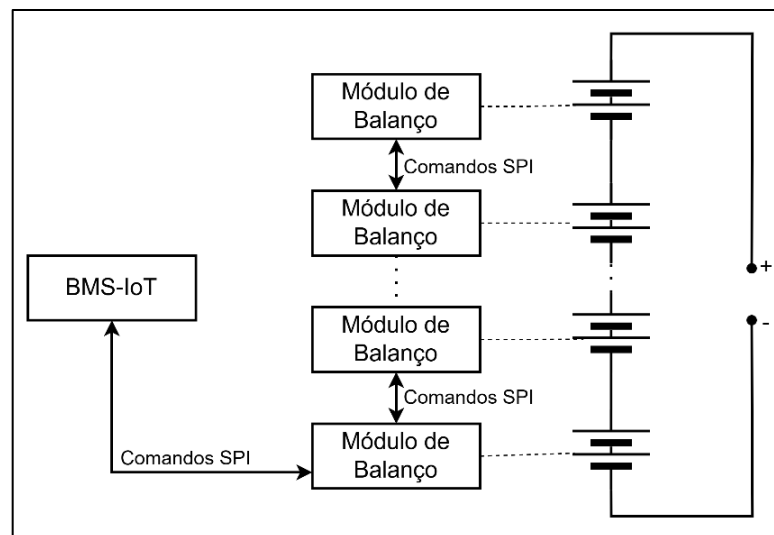 Módulo de
Balanço
Comandos SPI
Módulo de
Balanço
BMS-IoT
+
-
Módulo de
Balanço
Comandos SPI
Módulo de
Balanço
Comandos SPI